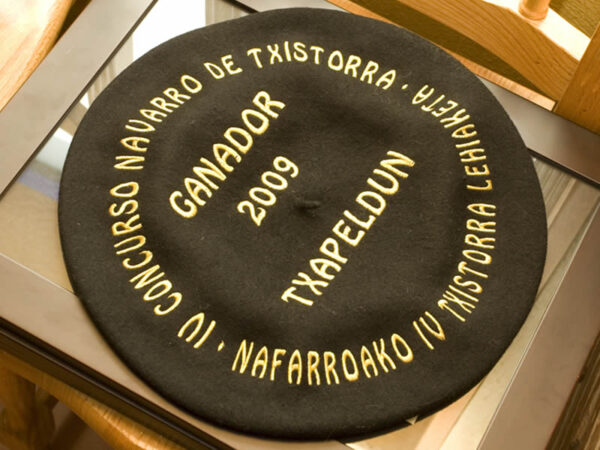 IV CONCURSO NAVARRO DE TXISTORRA ·
NAFARROAKO IV TXISTORRA LEHIAKETA ·
GANADOR
2009
TXAPELDUN